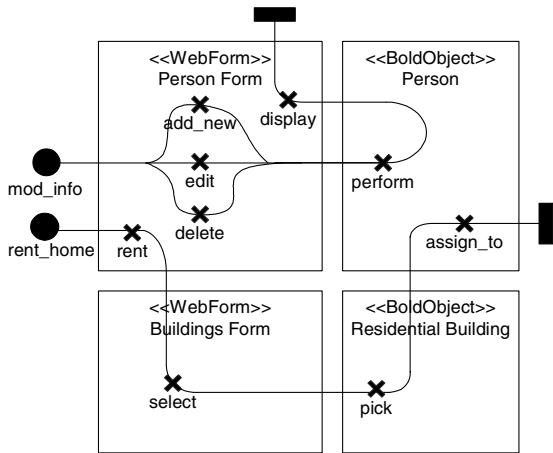 <<WebForm>>
Person Form
<<BoldObject>>
Person
add_new
display
edit
perform
mod_info
delete
rent_home
rent
assign_to
<<WebForm>>
Buildings Form
<<BoldObject>>
Residential Building
select
pick